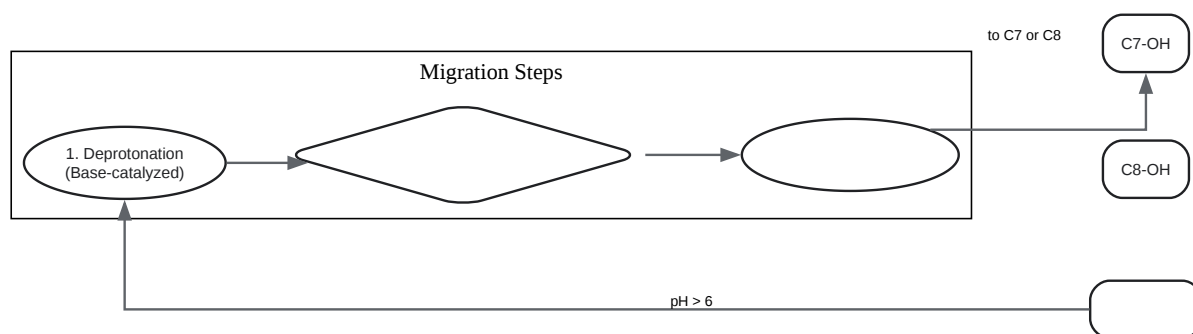 to C7 or C8
C7-OH
Migration Steps
1. Deprotonation
(Base-catalyzed)
C8-OH
pH > 6